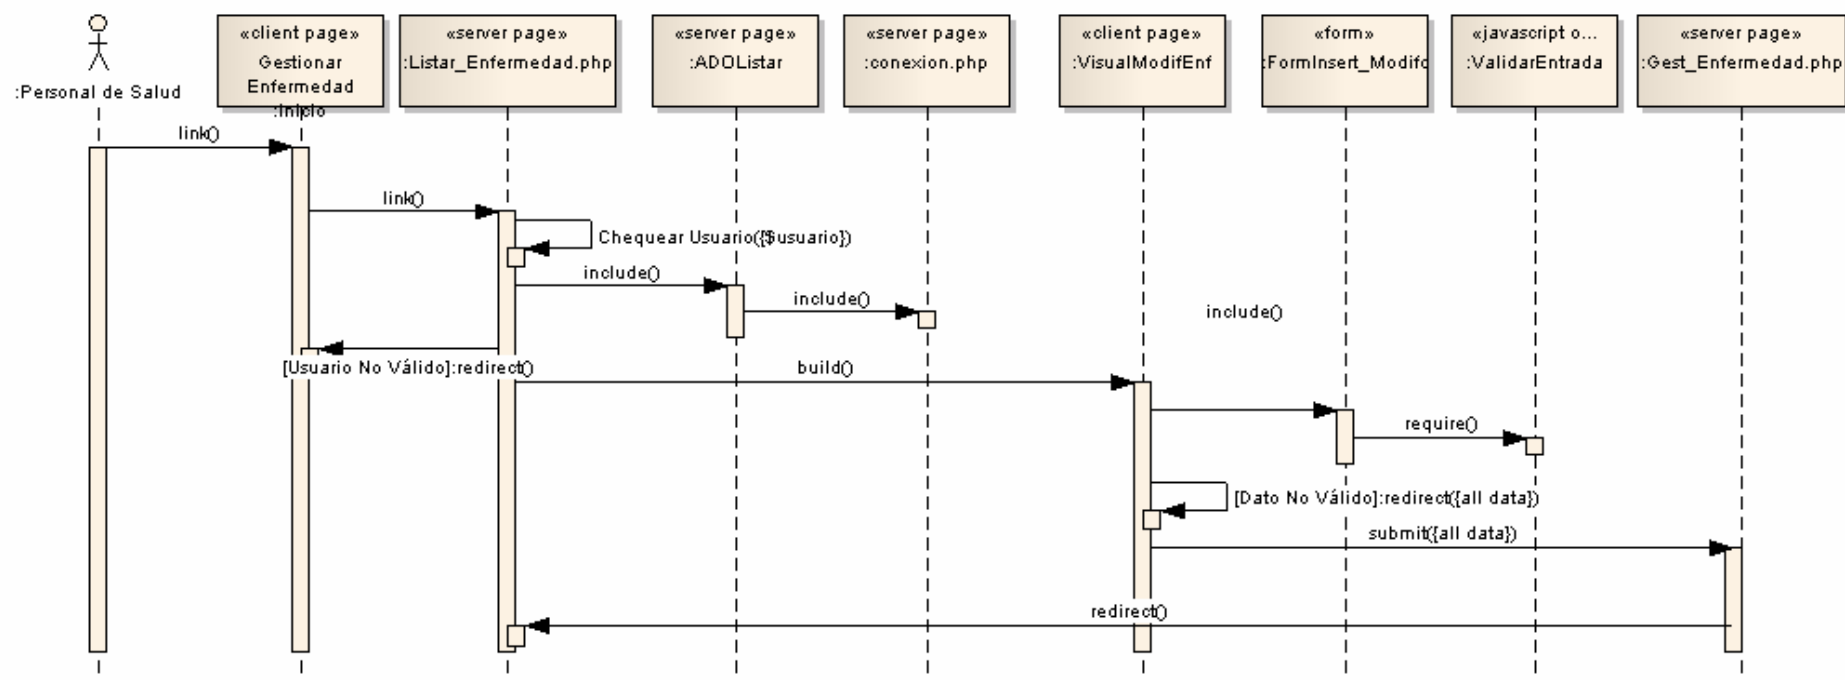 :Personal de Salud
«client page»
Gestionar
Enfermedad
:Inicio
«server page»
:Listar_Enfermedad.php
«server page»
:ADOListar
«server page»
:conexion.php
«client page»
:VisualModifEnf
«form»
:FormInsert_Modifc
«javascript o...
:ValidarEntrada
«server page»
:Gest_Enfermedad.php
link()
link()
Chequear Usuario({$usuario})
include()
include()
include()
[Usuario No Válido]:redirect()
build()
require()
[Dato No Válido]:redirect({all data})
submit({all data})
redirect()